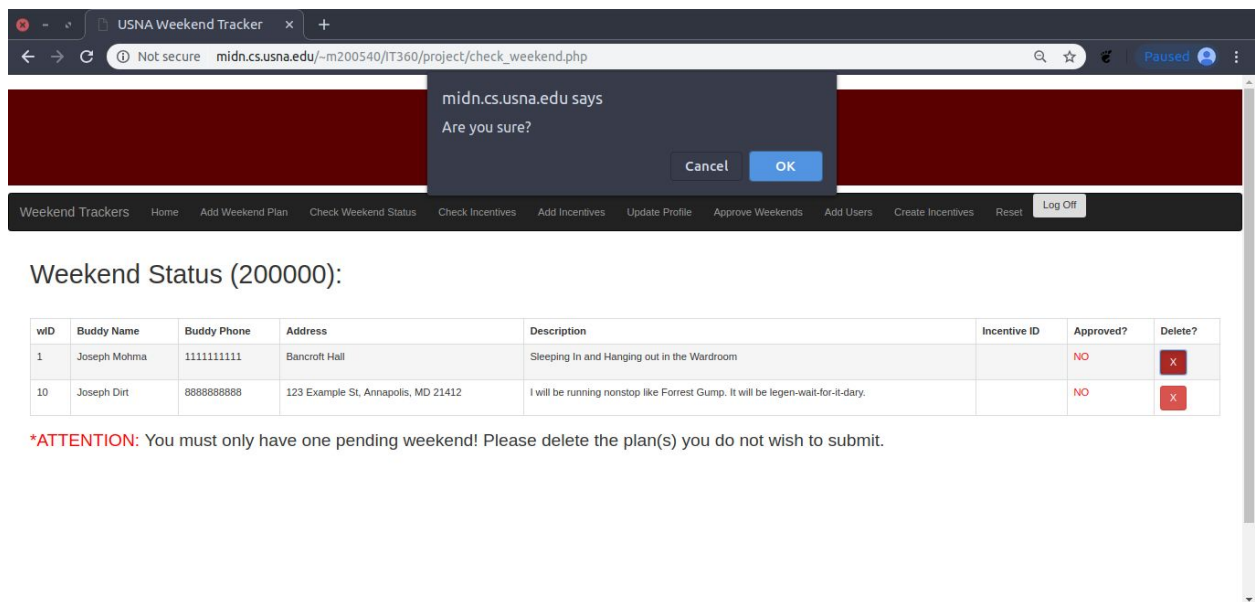 USNA Weekend Tracker × +
Not secure midn.cs.usna.edu/~m200540/IT360/project/check_weekend.php Paused
midn.cs.usna.edu says
Are you sure?
Cancel OK
Weekend Trackers Home Add Weekend Plan Check Weekend Status Check Incentives Add Incentives Update Profile Approve Weekends Add Users Create Incentives Reset Log Off
Weekend Status (200000):
wID Buddy Name Buddy Phone Address Description Incentive ID Approved? Delete?
1 Joseph Mohma 1111111111 Bancroft Hall Sleeping In and Hanging out in the Wardroom NO X
10 Joseph Dirt 8888888888 123 Example St, Annapolis, MD 21412 I will be running nonstop like Forrest Gump. It will be legen-wait-for-it-dary. NO X
*ATTENTION: You must only have one pending weekend! Please delete the plan(s) you do not wish to submit.